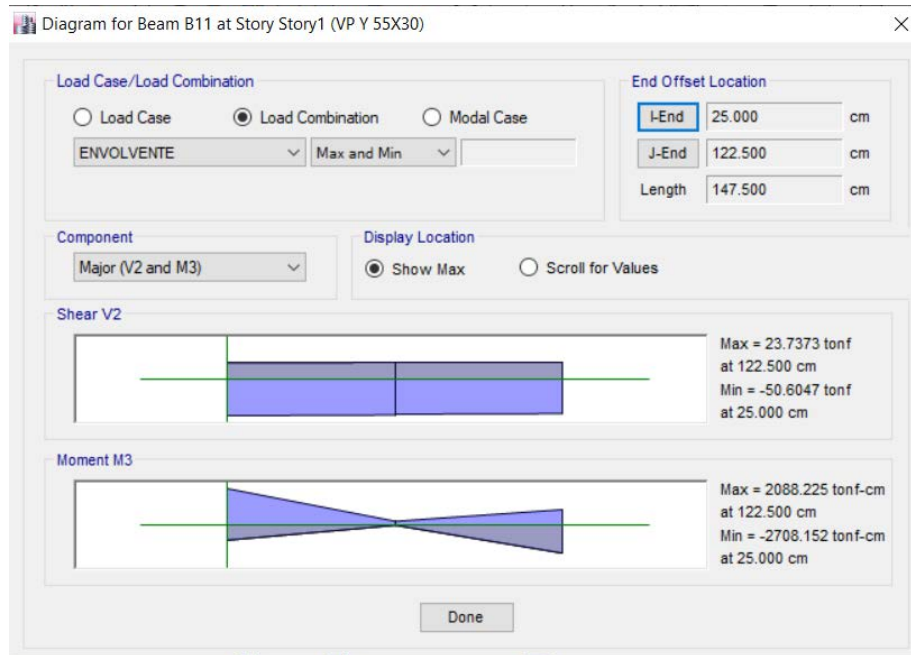 Diagram for Beam B11 at Story Story1 (VP Y 55X30)
Load Case/Load Combination
Load Case Load Combination Modal Case
ENVOLVENTE Max and Min
End Offset Location
I-End 25.000 cm
J-End 122.500 cm
Length 147.500 cm
Component
Major (V2 and M3)
Display Location
Show Max Scroll for Values
Shear V2
Max = 23.7373 tonf
at 122.500 cm
Min = -50.6047 tonf
at 25.000 cm
Moment M3
Max = 2088.225 tonf-cm
at 122.500 cm
Min = -2708.152 tonf-cm
at 25.000 cm
Done